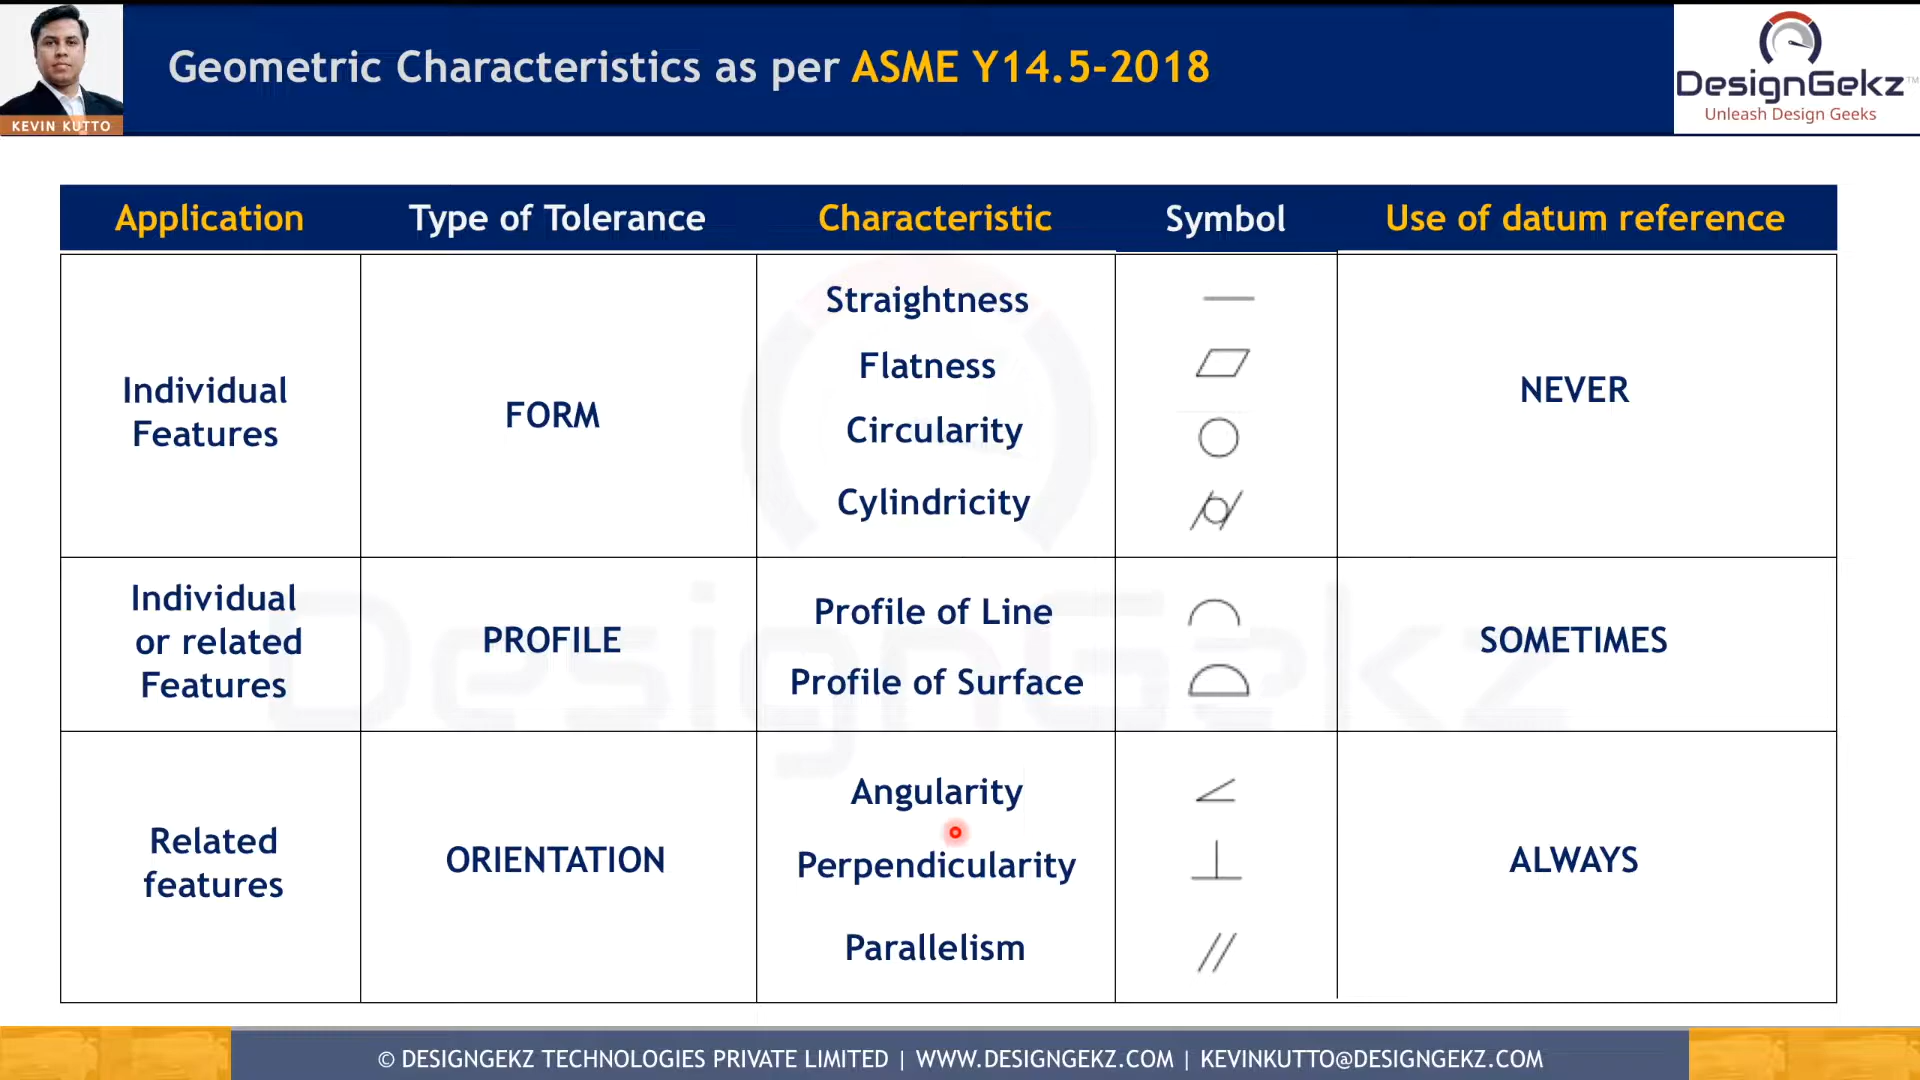 KEVIN KUTTO
Geometric Characteristics as per ASME Y14.5-2018
DesignGekz™
Unleash Design Geeks
Application
Type of Tolerance
Characteristic
Symbol
Use of datum reference
Individual
Features
FORM
Straightness
Flatness
Circularity
Cylindricity
NEVER
Individual
or related
Features
PROFILE
Profile of Line
Profile of Surface
SOMETIMES
Related
features
ORIENTATION
Angularity
Perpendicularity
Parallelism
ALWAYS
DesignGekz
© DESIGNGEKZ TECHNOLOGIES PRIVATE LIMITED | WWW.DESIGNGEKZ.COM | KEVINKUTTO@DESIGNGEKZ.COM